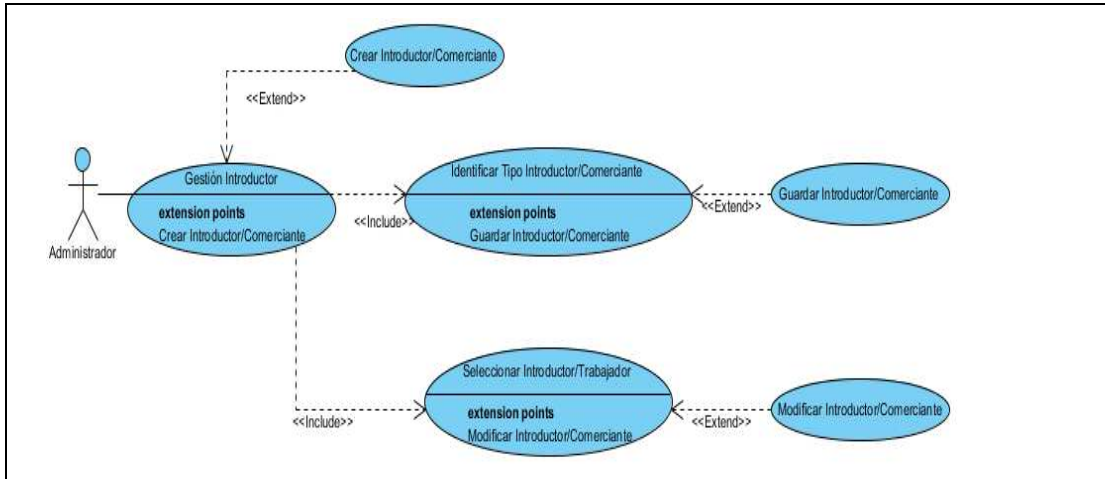 Crear Introductor/Comerciante
<<Extend>>
Gestión Introductor
extension points
Crear Introductor/Comerciante
Administrador
<<Include>>
Identificar Tipo Introductor/Comerciante
extension points
Guardar Introductor/Comerciante
<<Extend>>
Guardar Introductor/Comerciante
<<Include>>
Seleccionar Introductor/Trabajador
extension points
Modificar Introductor/Comerciante
<<Extend>>
Modificar Introductor/Comerciante